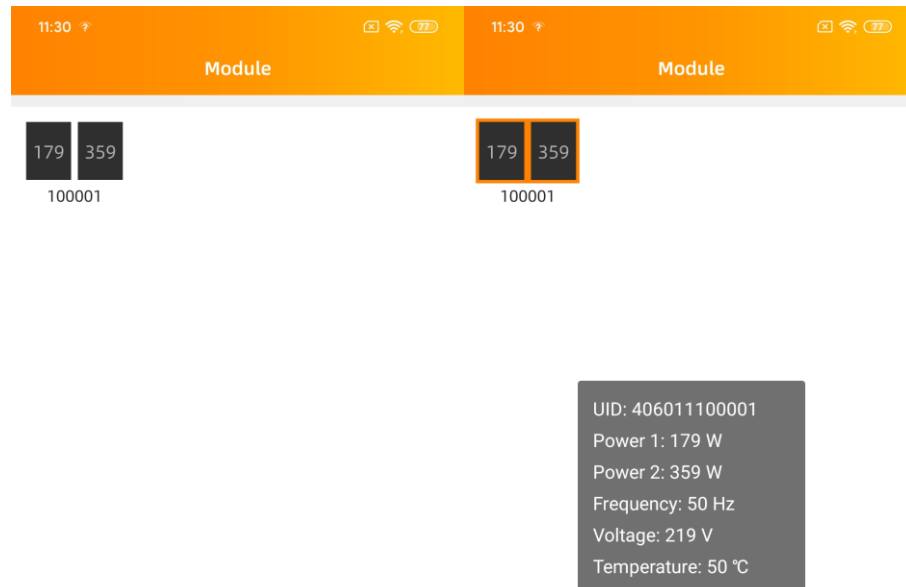 11:30 77
Module
179 359
100001
11:30 77
Module
179 359
100001
UID: 406011100001
Power 1: 179 W
Power 2: 359 W
Frequency: 50 Hz
Voltage: 219 V
Temperature: 50 ℃